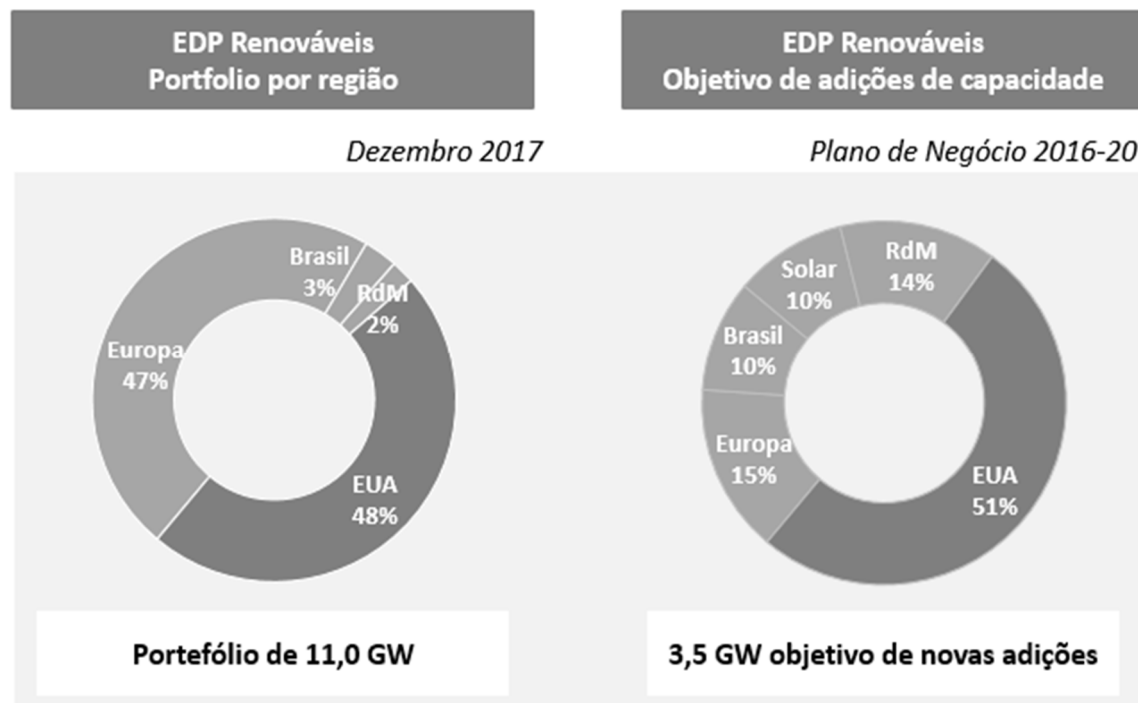 EDP Renováveis
Portfolio por região
Dezembro 2017
Brasil
3%
RdM
2%
Europa
47%
EUA
48%
Portefólio de 11,0 GW
EDP Renováveis
Objetivo de adições de capacidade
Plano de Negócio 2016-20
RdM
14%
Solar
10%
Brasil
10%
Europa
15%
EUA
51%
3,5 GW objetivo de novas adições